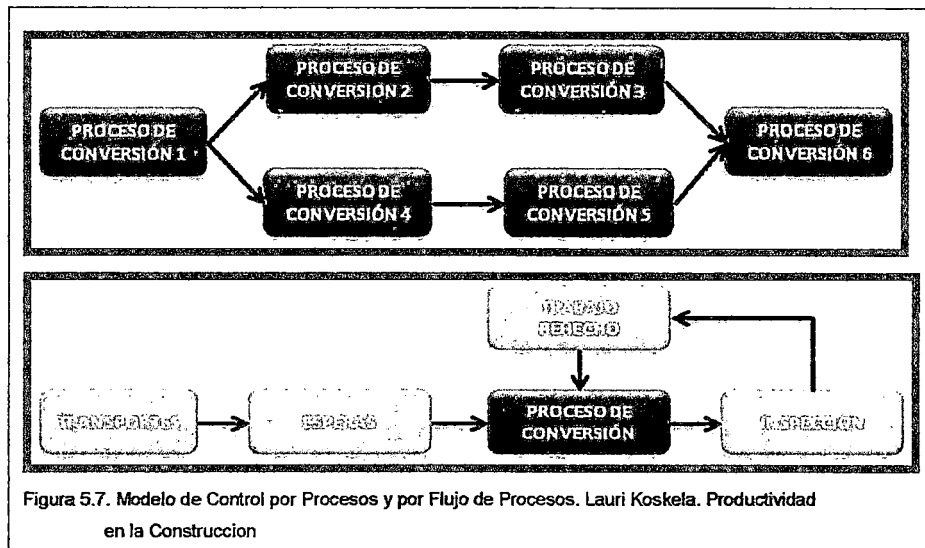 PROCESO DE
CONVERSIÓN 2
PROCESO DE
CONVERSIÓN 3
PROCESO DE
CONVERSIÓN 1
PROCESO DE
CONVERSIÓN 6
PROCESO DE
CONVERSIÓN 4
PROCESO DE
CONVERSIÓN 5
TRABAJO
REHECHO
TRANSPORTES
ESPERAS
PROCESO DE
CONVERSIÓN
INSPECCION
Figura 5.7. Modelo de Control por Procesos y por Flujo de Procesos. Lauri Koskela. Productividad
en la Construccion